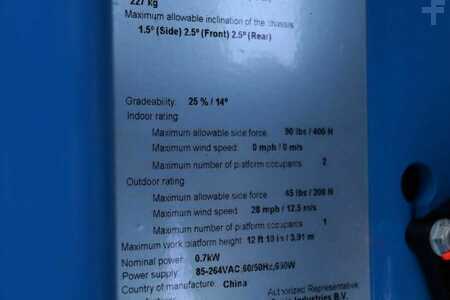 227 kg
Maximum allowable inclination of the chassis
1.5° (Side) 2.5° (Front) 2.5° (Rear)
Gradeability: 25 % / 14°
Indoor rating:
Maximum allowable side force: 90 lbs / 400 N
Maximum wind speed: 0 mph / 0 m/s
Maximum number of platform occupants: 2
Outdoor rating:
Maximum allowable side force: 45 lbs / 200 N
Maximum wind speed: 28 mph / 12.5 m/s
Maximum number of platform occupants: 1
Maximum work platform height: 12 ft 10 in / 3.91 m
Nominal power: 0.7kW
Power supply: 85-264VAC,60/50Hz,690W
Country of manufacture: China
Authorized Representative
Industries B.V.